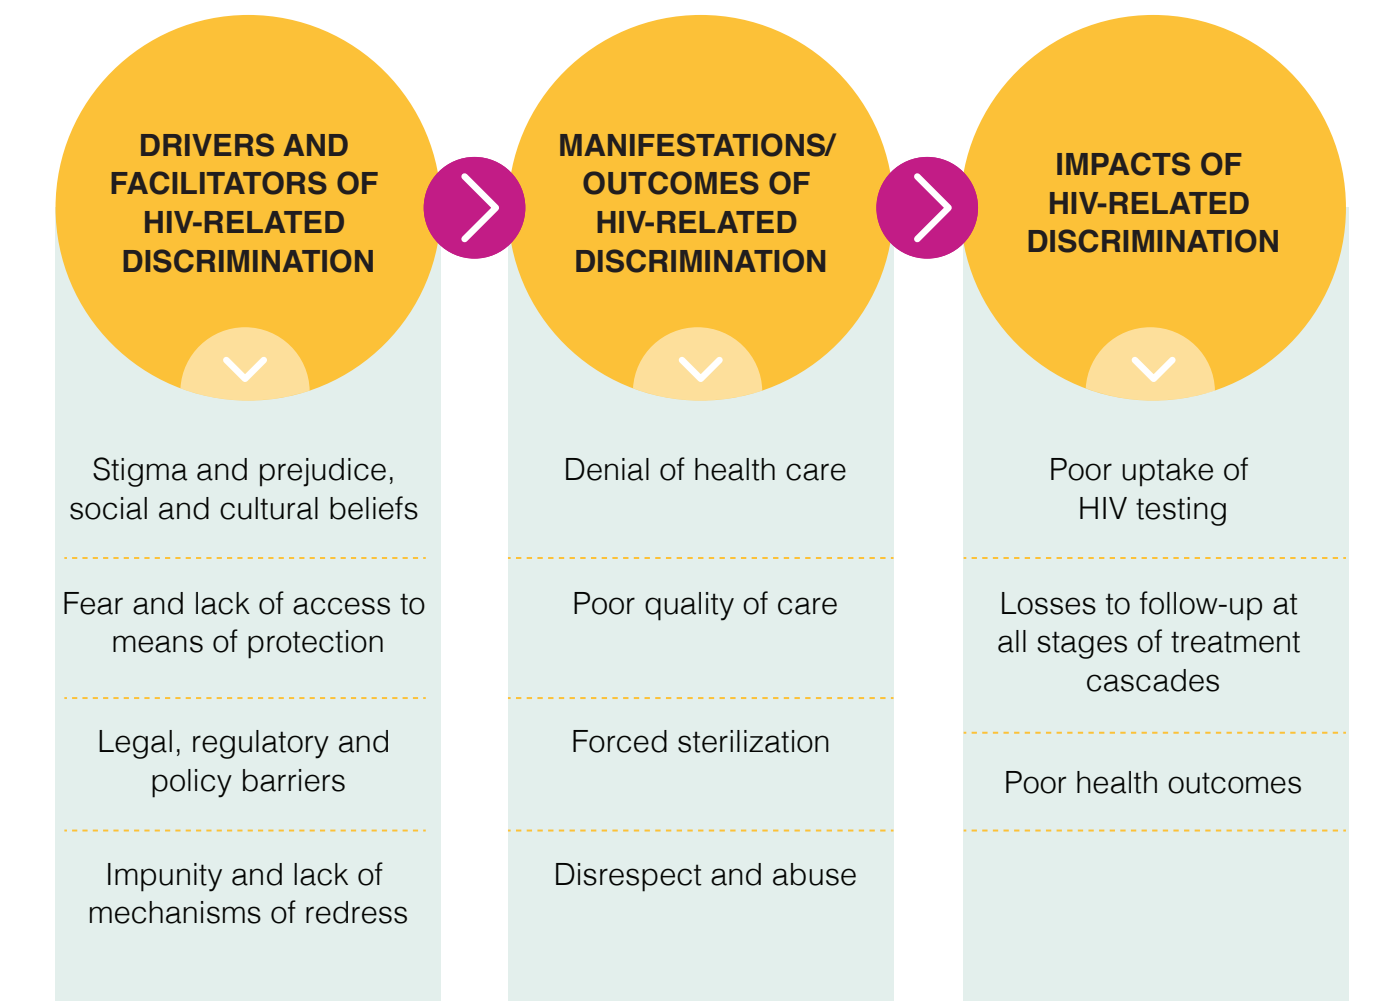 DRIVERS AND
FACILITATORS OF
HIV-RELATED
DISCRIMINATION
Stigma and prejudice,
social and cultural beliefs
Fear and lack of access to
means of protection
Legal, regulatory and
policy barriers
Impunity and lack of
mechanisms of redress
MANIFESTATIONS/
OUTCOMES OF
HIV-RELATED
DISCRIMINATION
Denial of health care
Poor quality of care
Forced sterilization
Disrespect and abuse
IMPACTS OF
HIV-RELATED
DISCRIMINATION
Poor uptake of
HIV testing
Losses to follow-up at
all stages of treatment
cascades
Poor health outcomes